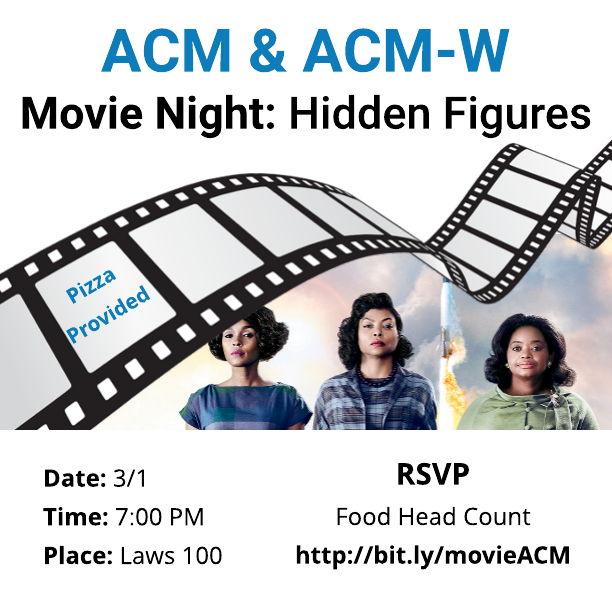 ACM & ACM-W
Movie Night: Hidden Figures
Pizza
Provided
Date: 3/1
Time: 7:00 PM
Place: Laws 100
RSVP
Food Head Count
http://bit.ly/movieACM